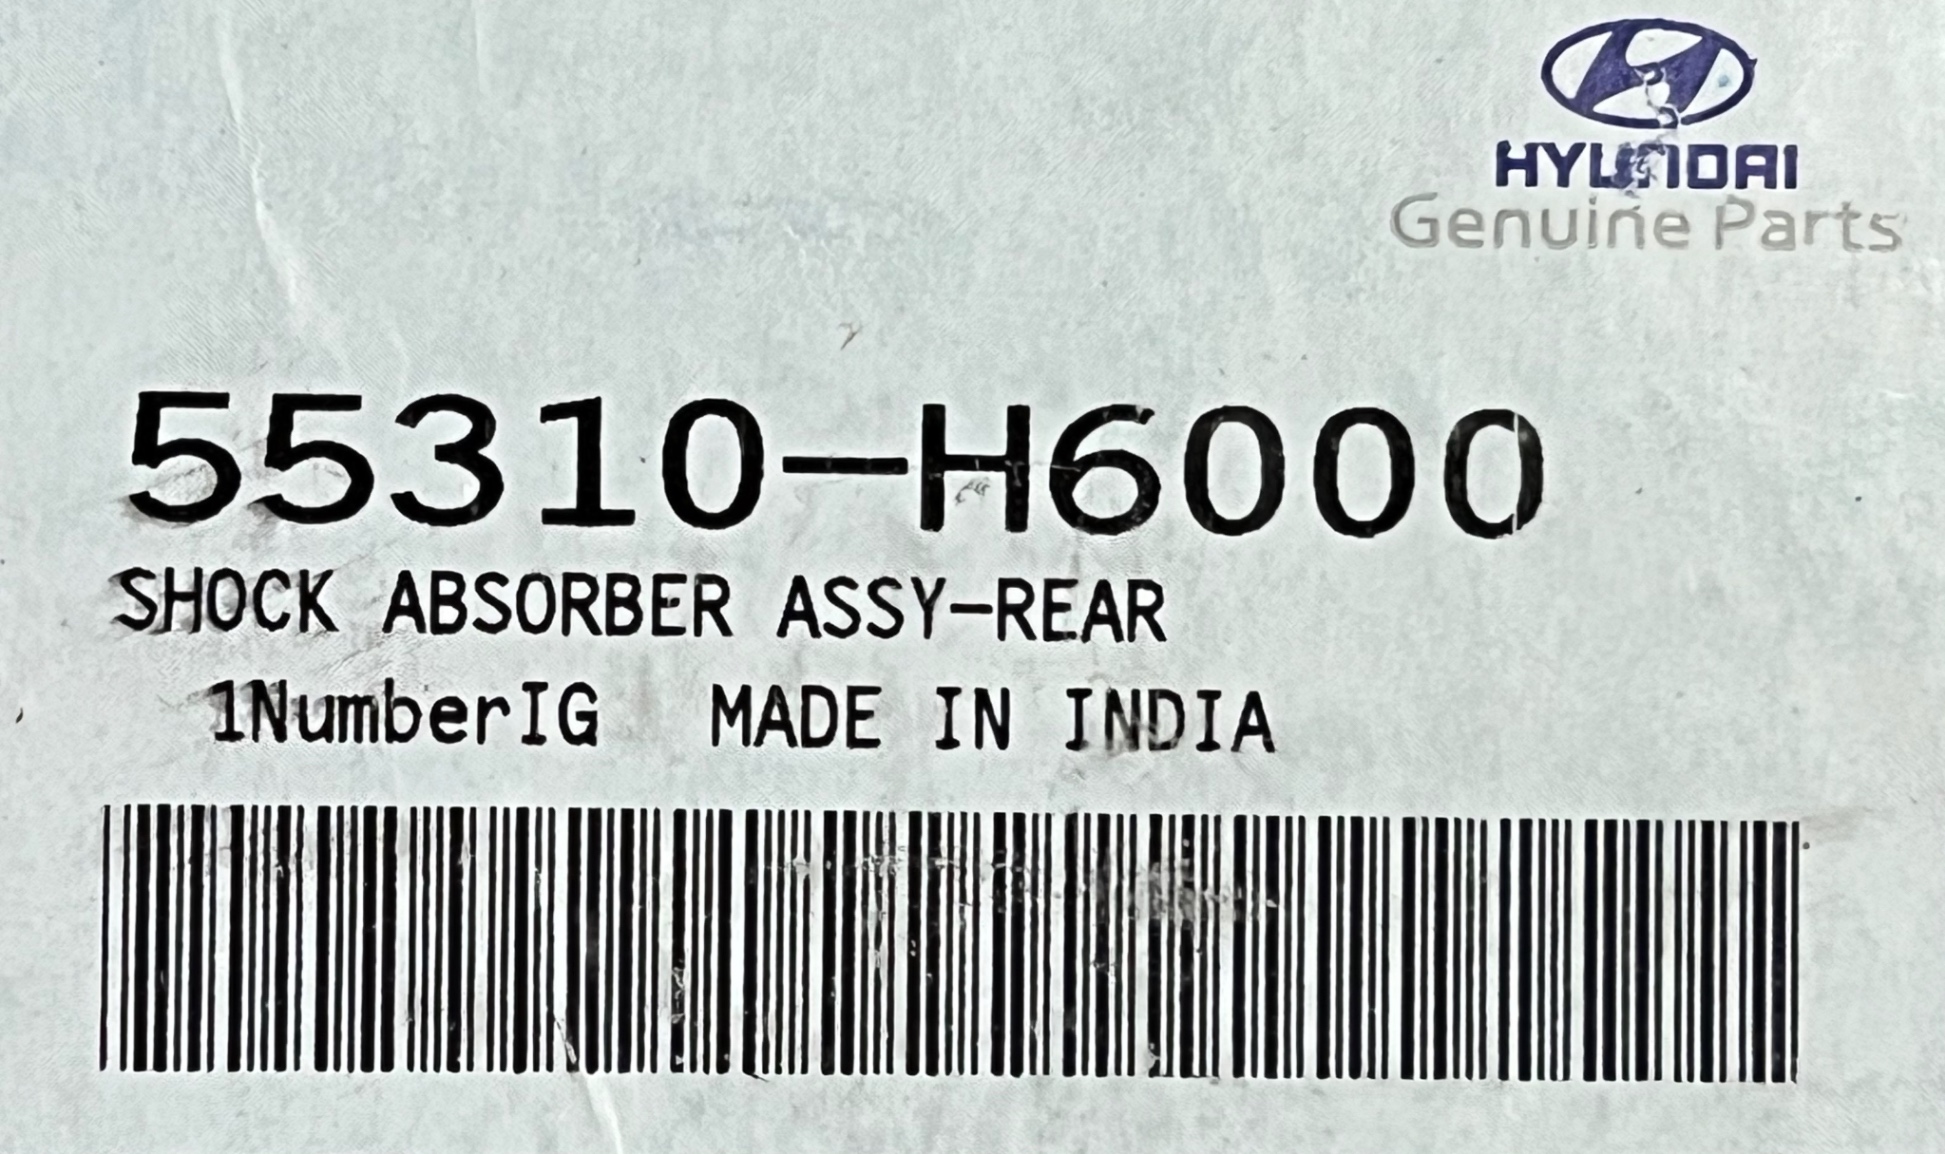 HYUNDAI
Genuine Parts
55310-H6000
SHOCK ABSORBER ASSY-REAR
1NumberIG MADE IN INDIA